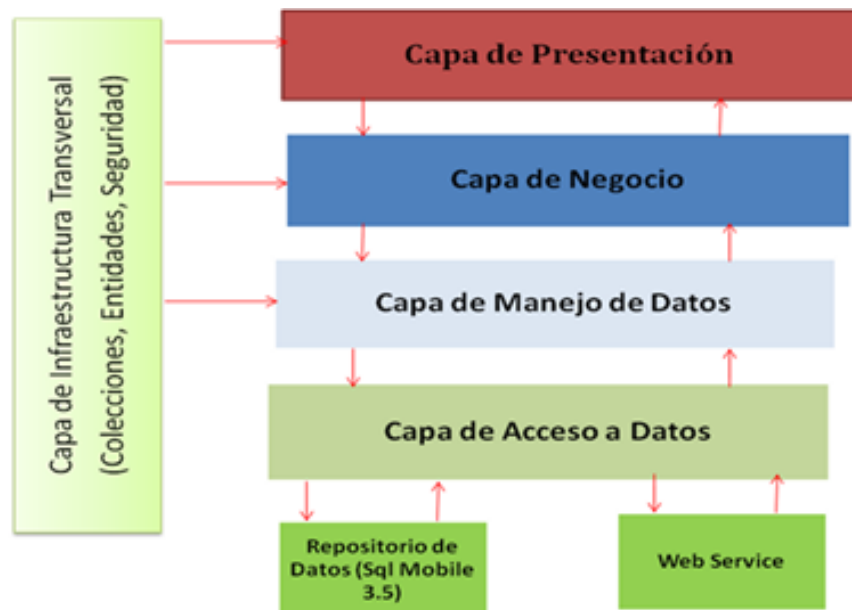 Capa de Infraestructura Transversal
(Colecciones, Entidades, Seguridad)
Capa de Presentación
Capa de Negocio
Capa de Manejo de Datos
Capa de Acceso a Datos
Repositorio de
Datos (Sql Mobile
3.5)
Web Service